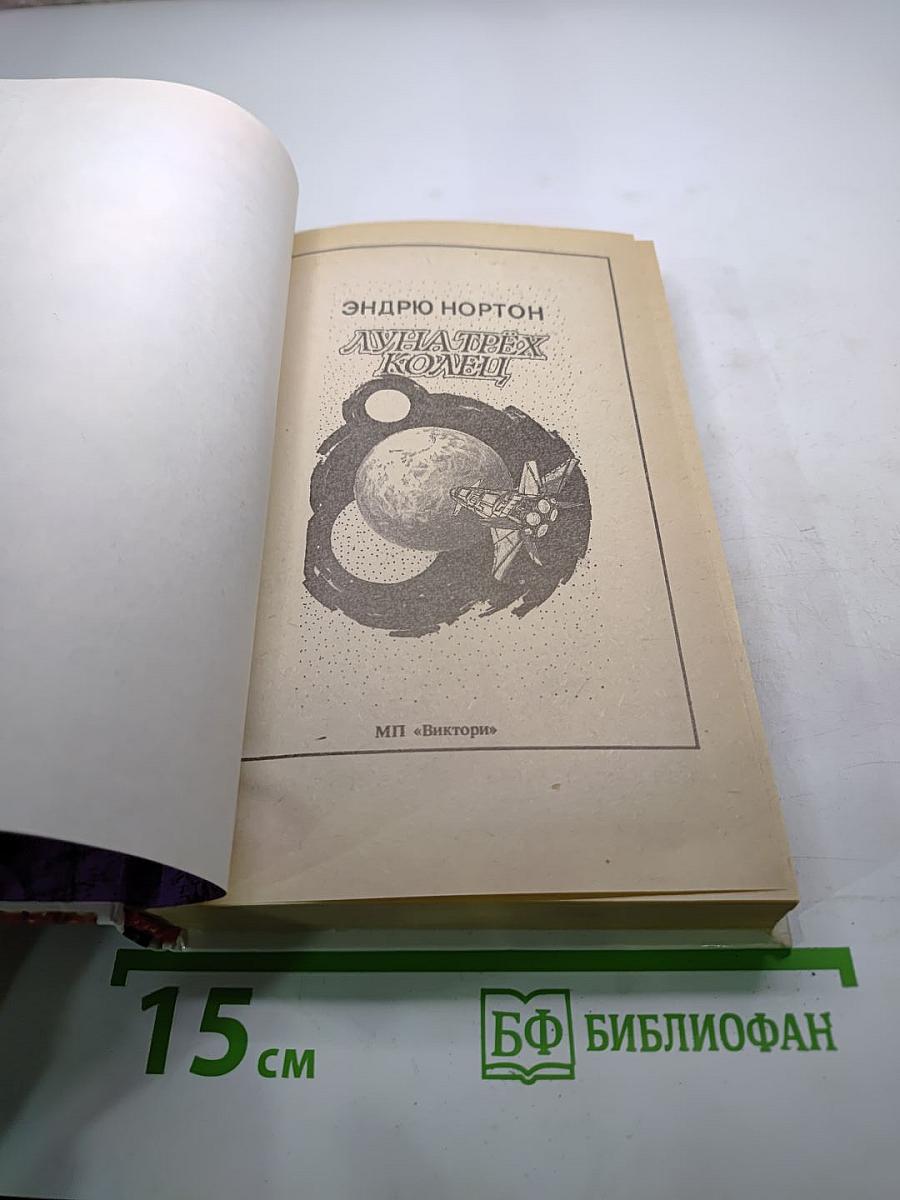 ЭНДРЮ НОРТОН
ЛУНА ТРЁХ
КОЛЕЦ
МП «Виктори»
15 см
БФ БИБЛИОФАН